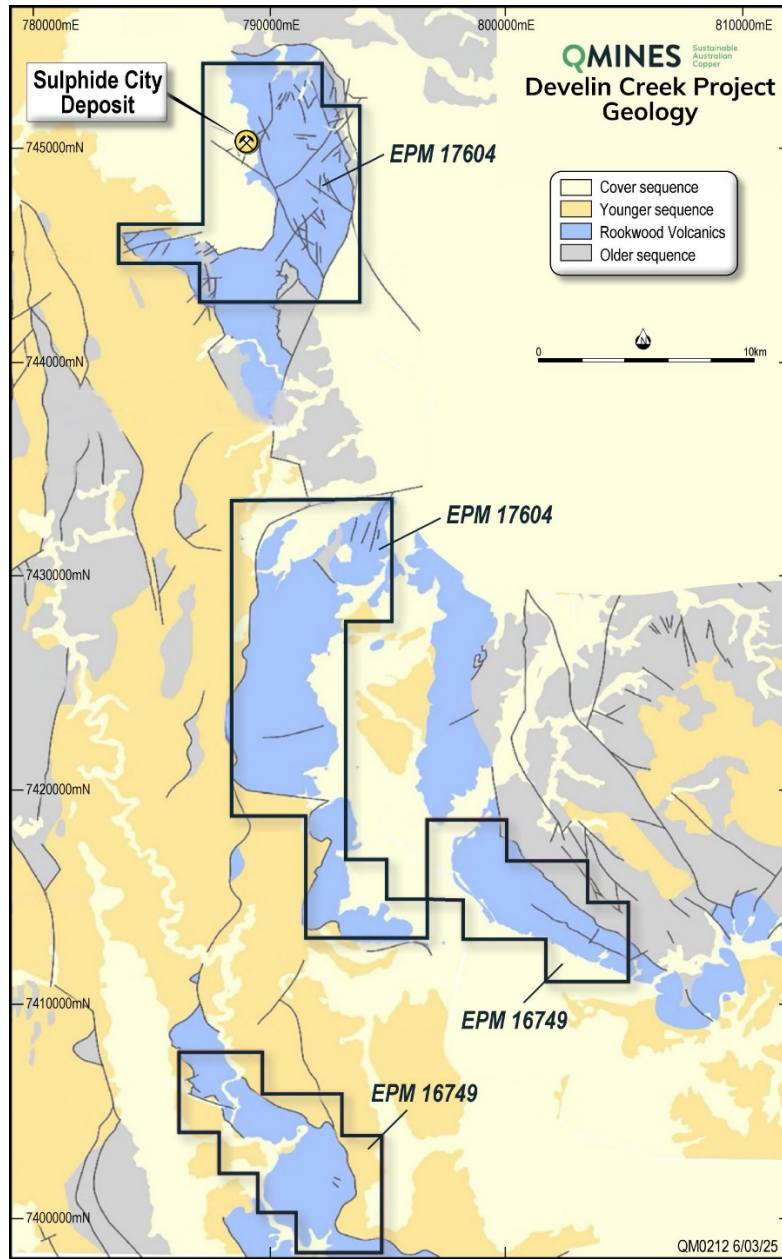 780000mE
790000mE
800000mE
810000mE
QMINES
Sustainable
Australian
Copper
Develin Creek Project
Geology
Sulphide City
Deposit
745000mN
EPM 17604
Cover sequence
Younger sequence
Rookwood Volcanics
Older sequence
N
0
10km
744000mN
EPM 17604
7430000mN
7420000mN
7410000mN
EPM 16749
EPM 16749
7400000mN
QM0212 6/03/25